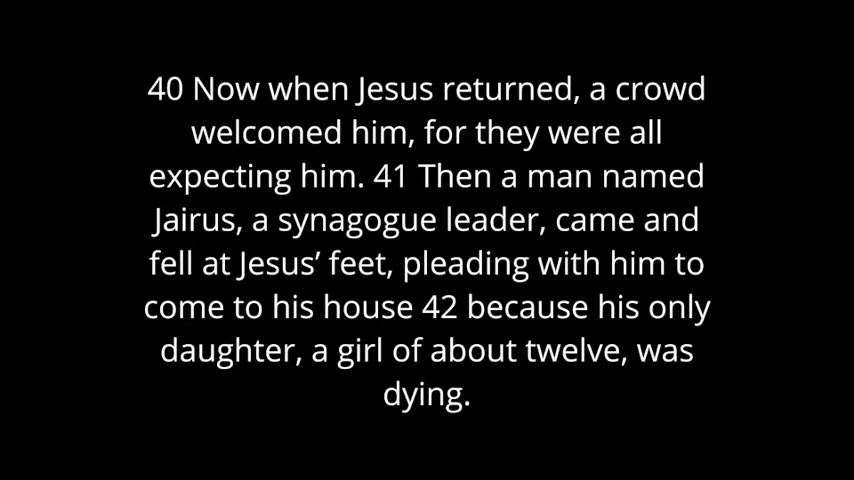 40 Now when Jesus returned, a crowd
welcomed him, for they were all
expecting him. 41 Then a man named
Jairus, a synagogue leader, came and
fell at Jesus’ feet, pleading with him to
come to his house 42 because his only
daughter, a girl of about twelve, was
dying.